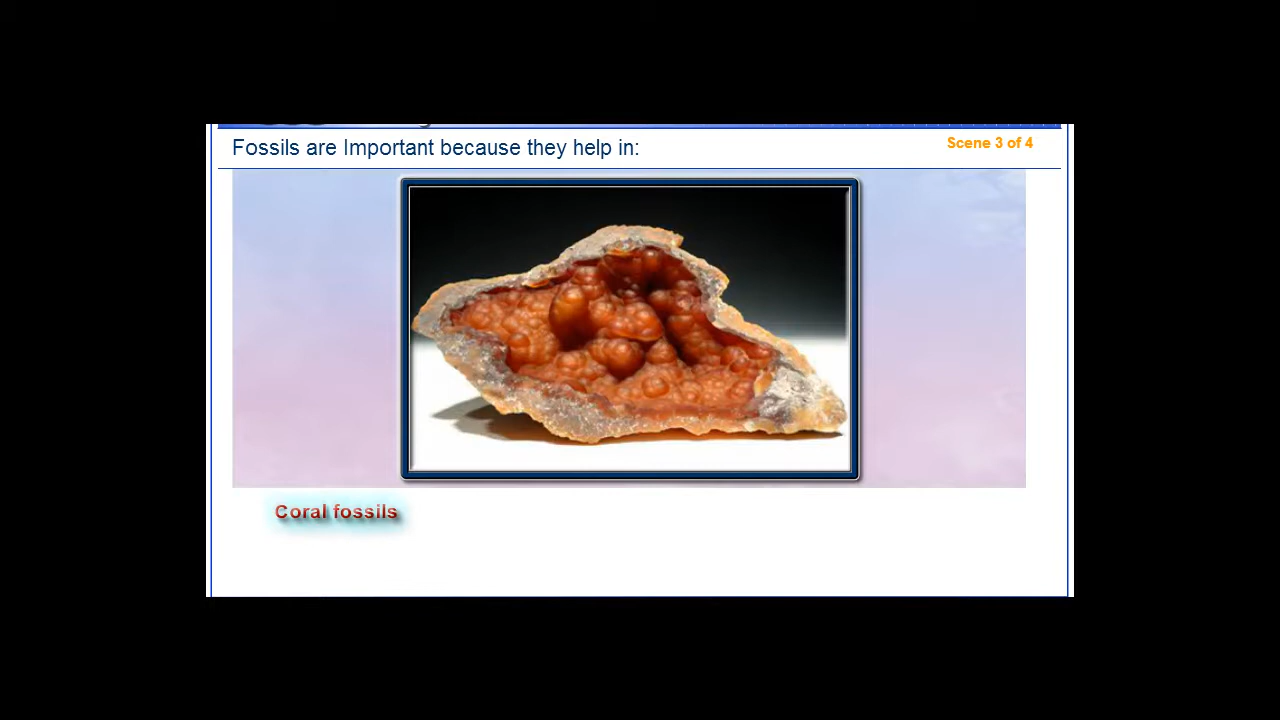 Fossils are Important because they help in:
Scene 3 of 4
Coral fossils